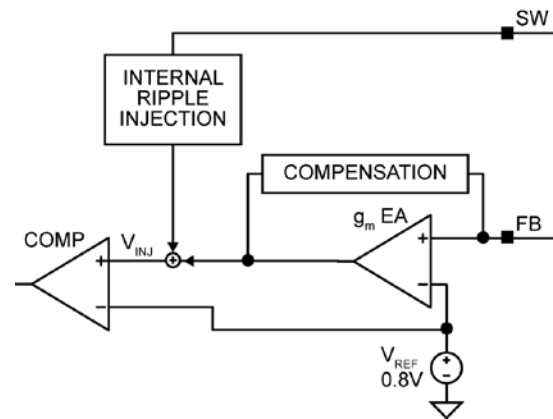 SW
INTERNAL
RIPPLE
INJECTION
COMPENSATION
gm EA
FB
COMP
VINJ
+
+
+
−
−
VREF
0.8V
+
−